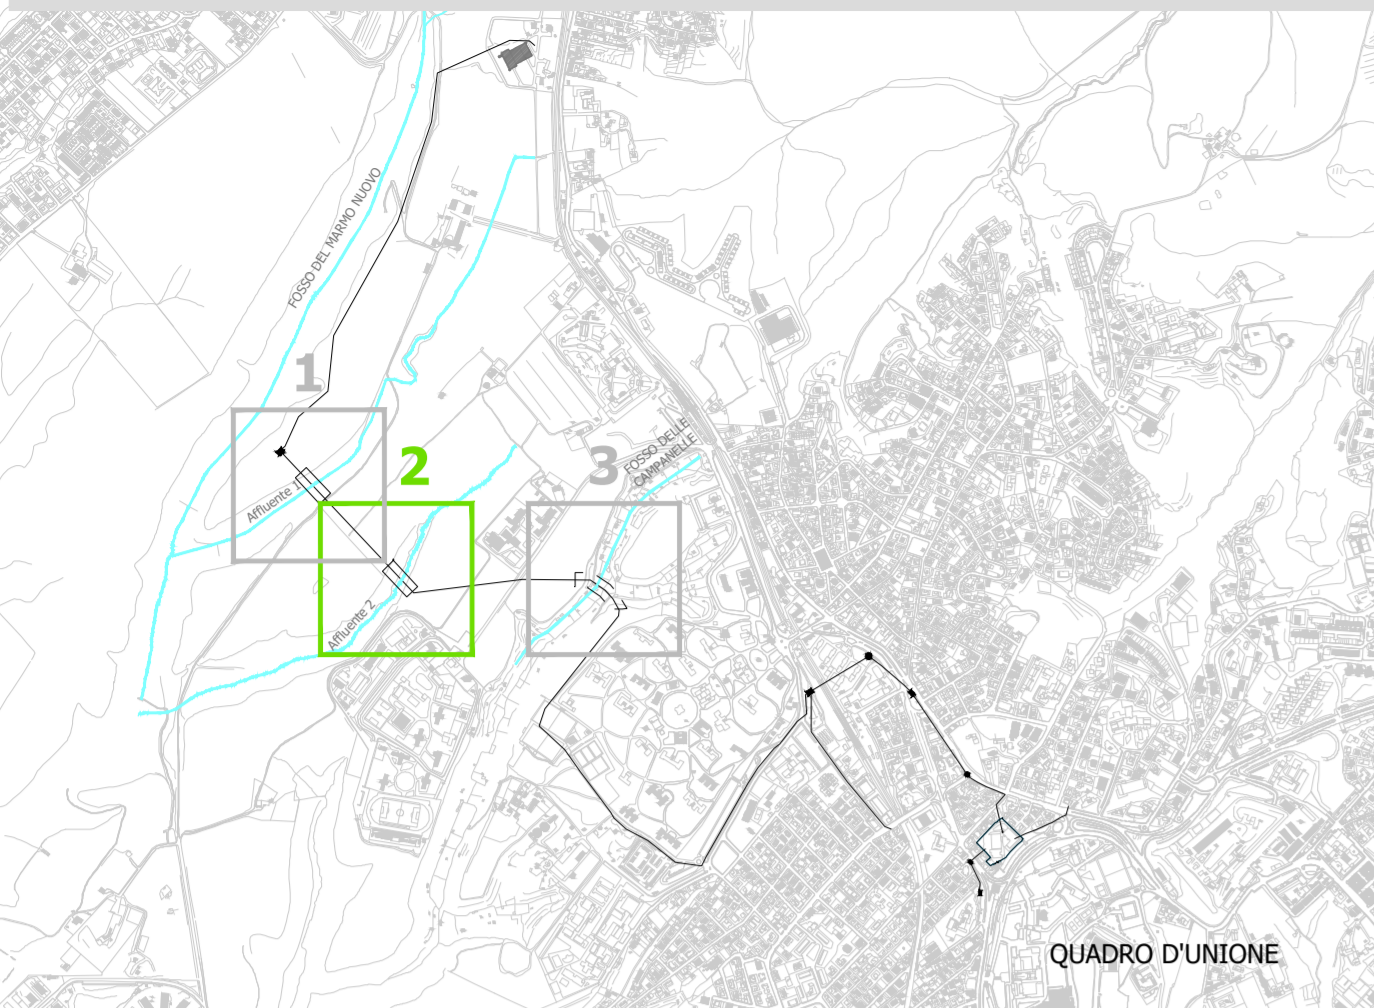 FOSSO DEL MARMO NUOVO
1
2
3
FOSSO DELLE
CAMPANELLE
Affluente 1
Affluente 2
QUADRO D'UNIONE